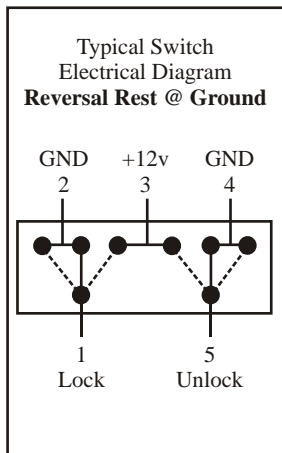 Typical Switch
Electrical Diagram
Reversal Rest @ Ground
GND +12v GND
2 3 4
1 5
Lock Unlock